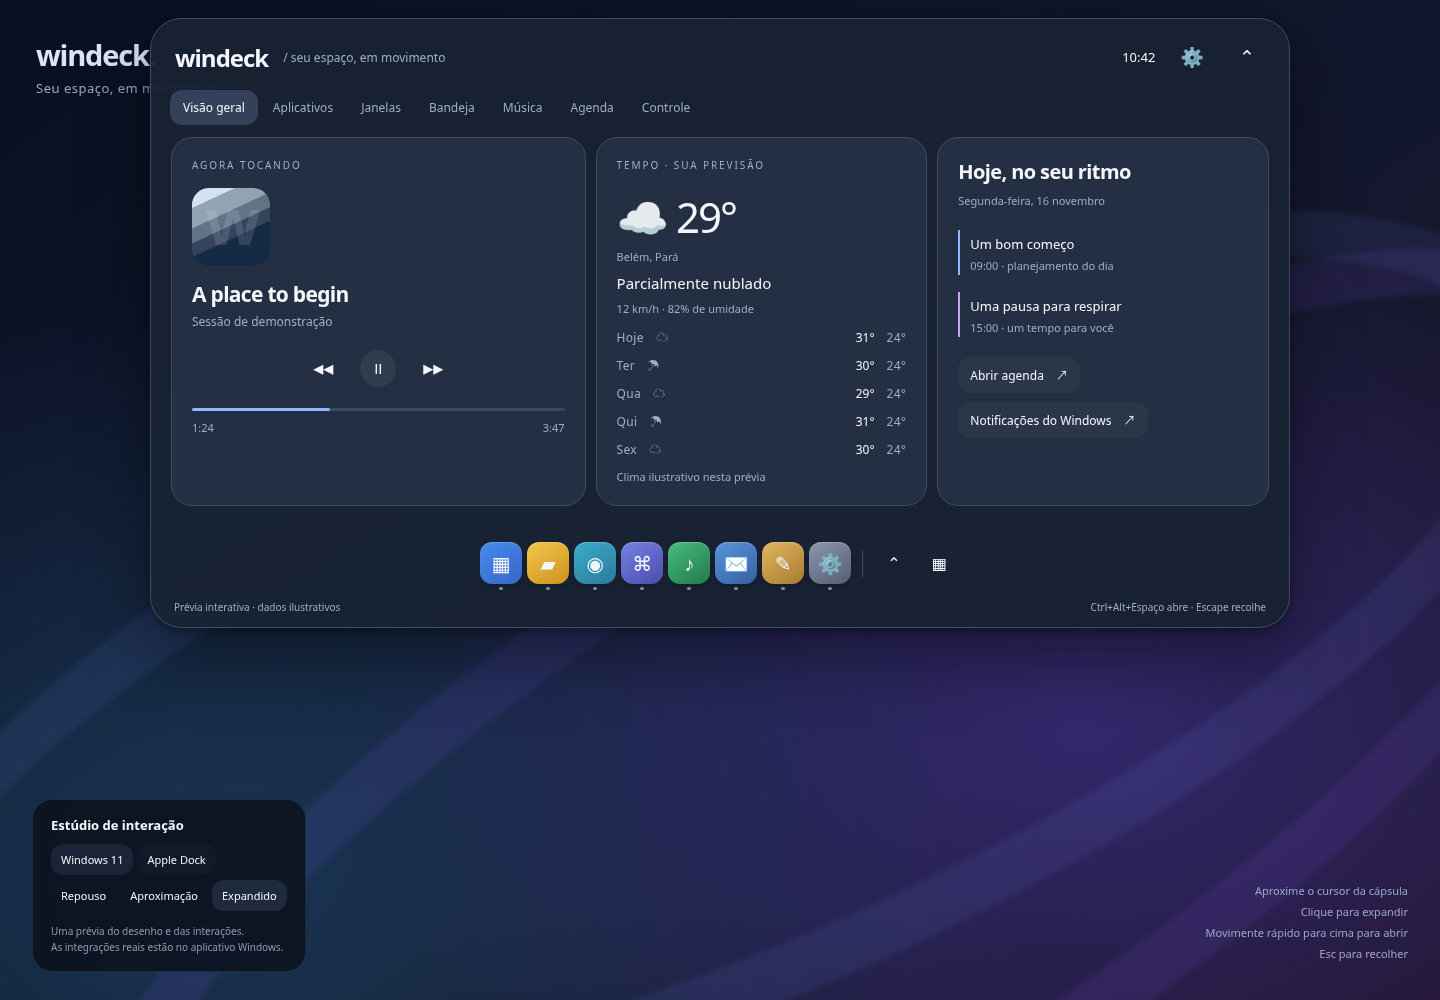 windeck
Seu espaço, em m
windeck
/ seu espaço, em movimento
10:42
Visão geral
Aplicativos
Janelas
Bandeja
Música
Agenda
Controle
AGORA TOCANDO
W
A place to begin
Sessão de demonstração
1:24
3:47
TEMPO · SUA PREVISÃO
29°
Belém, Pará
Parcialmente nublado
12 km/h · 82% de umidade
Hoje 31° 24°
Ter 30° 24°
Qua 29° 24°
Qui 31° 24°
Sex 30° 24°
Clima ilustrativo nesta prévia
Hoje, no seu ritmo
Segunda-feira, 16 novembro
Um bom começo
09:00 · planejamento do dia
Uma pausa para respirar
15:00 · um tempo para você
Abrir agenda ↗
Notificações do Windows ↗
Prévia interativa · dados ilustrativos
Ctrl+Alt+Espaço abre · Escape recolhe
Estúdio de interação
Windows 11
Apple Dock
Repouso
Aproximação
Expandido
Uma prévia do desenho e das interações.
As integrações reais estão no aplicativo Windows.
Aproxime o cursor da cápsula
Clique para expandir
Movimente rápido para cima para abrir
Esc para recolher